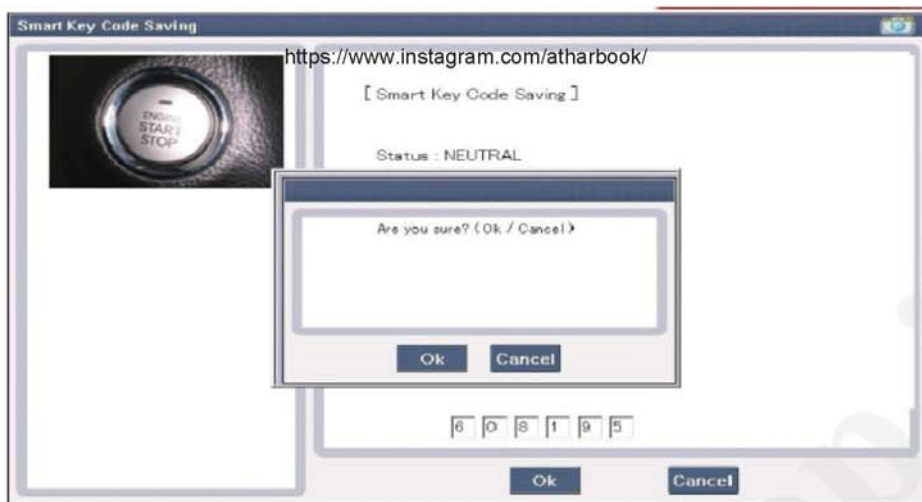 Smart Key Code Saving
https://www.instagram.com/atharbook/
ENGINE
START
STOP
[ Smart Key Code Saving ]
Status : NEUTRAL
Are you sure? ( Ok / Cancel )
Ok Cancel
6 0 8 1 9 5
Ok Cancel